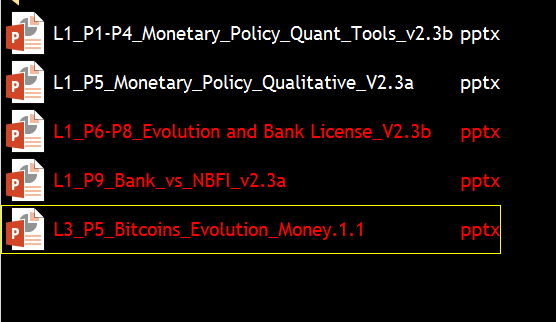 L1_P1-P4_Monetary_Policy_Quant_Tools_v2.3b pptx
L1_P5_Monetary_Policy_Qualitative_V2.3a pptx
L1_P6-P8_Evolution and Bank License_V2.3b pptx
L1_P9_Bank_vs_NBFI_v2.3a pptx
L3_P5_Bitcoins_Evolution_Money.1.1 pptx